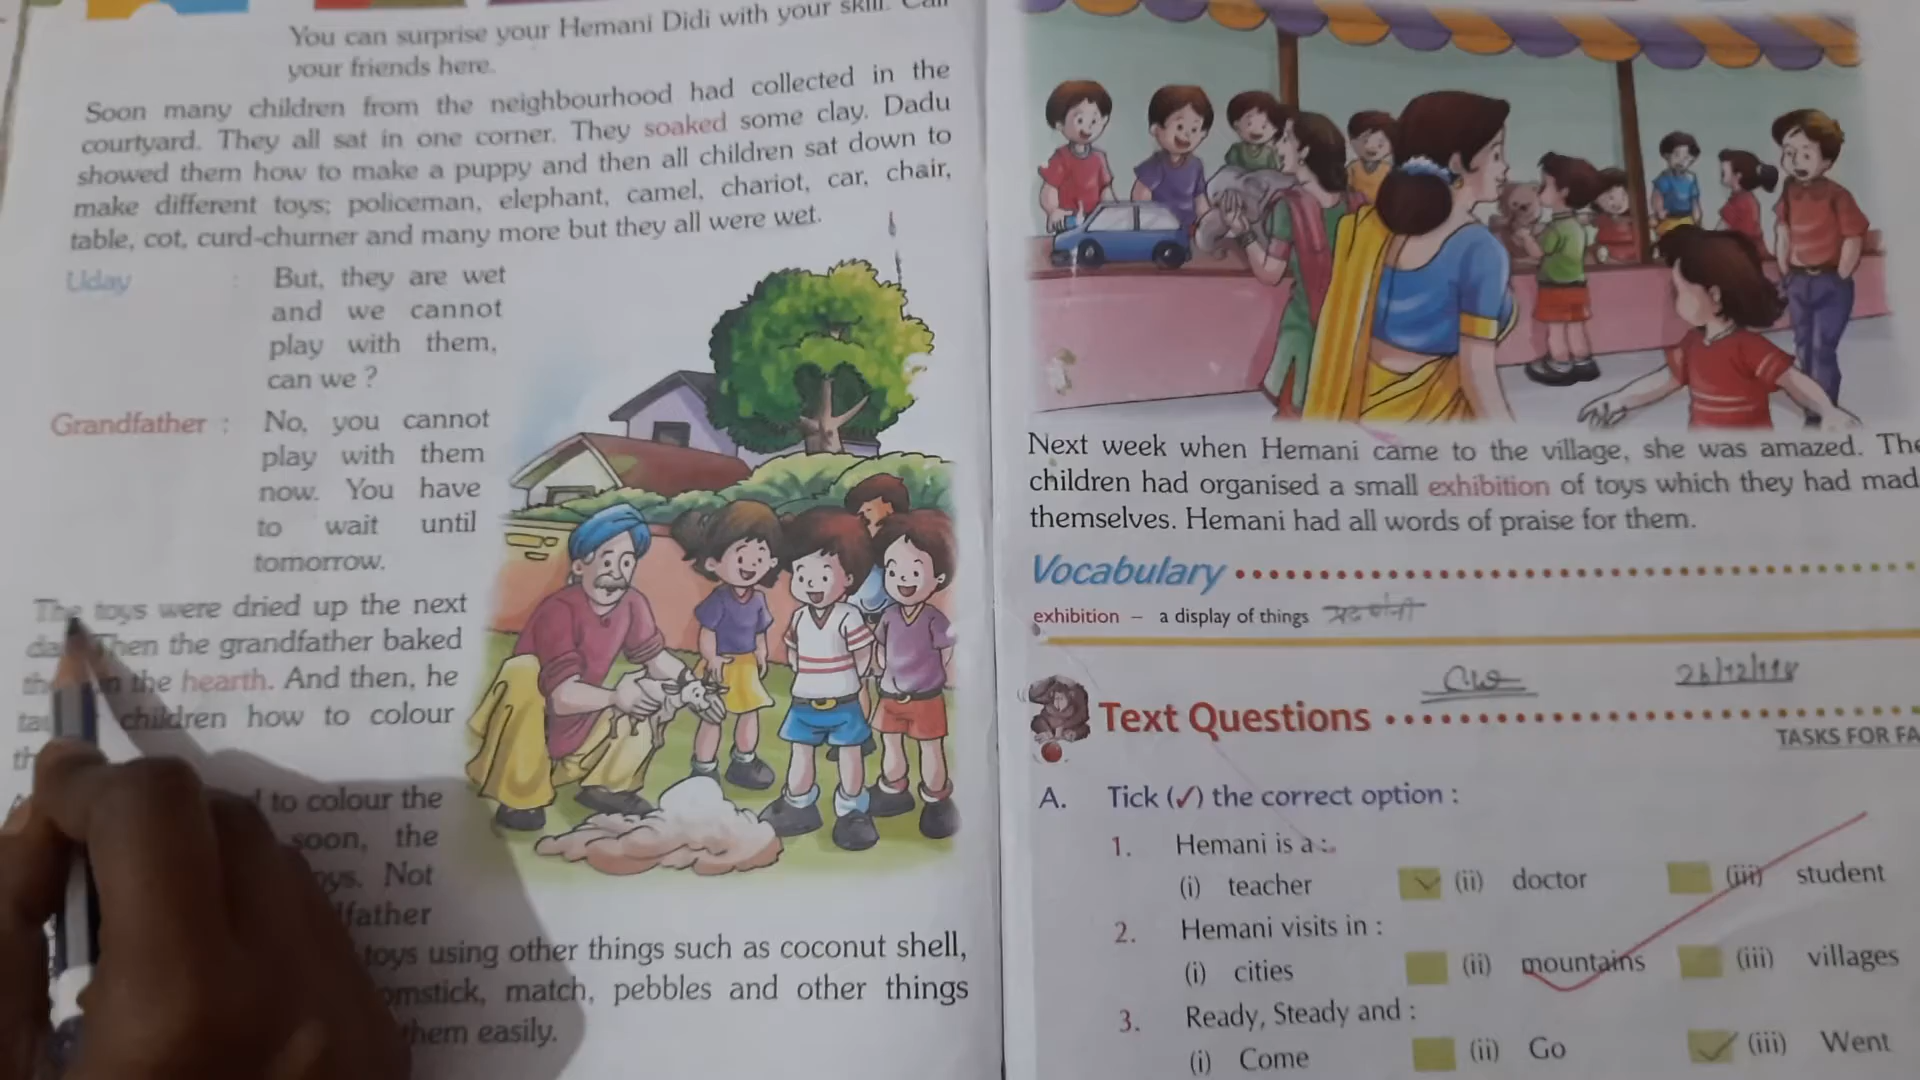 You can surprise your Hemani Didi with your skill. Call
your friends here.
Soon many children from the neighbourhood had collected in the
courtyard. They all sat in one corner. They soaked some clay. Dadu
showed them how to make a puppy and then all children sat down to
make different toys; policeman, elephant, camel, chariot, car, chair,
table, cot, curd-churner and many more but they all were wet.
Uday : But, they are wet
and we cannot
play with them,
can we ?
Grandfather : No, you cannot
play with them
now. You have
to wait until
tomorrow.
The toys were dried up the next
Then the grandfather baked
the hearth. And then, he
children how to colour
to colour the
soon, the
Not
toys using other things such as coconut shell,
match, pebbles and other things
them easily.
Next week when Hemani came to the village, she was amazed. The
children had organised a small exhibition of toys which they had mad
themselves. Hemani had all words of praise for them.
Vocabulary
exhibition – a display of things
Text Questions
TASKS FOR FA
A. Tick (✓) the correct option :
1. Hemani is a :
(i) teacher (ii) doctor (iii) student
2. Hemani visits in :
(i) cities (ii) mountains (iii) villages
3. Ready, Steady and :
(i) Come (ii) Go (iii) Went